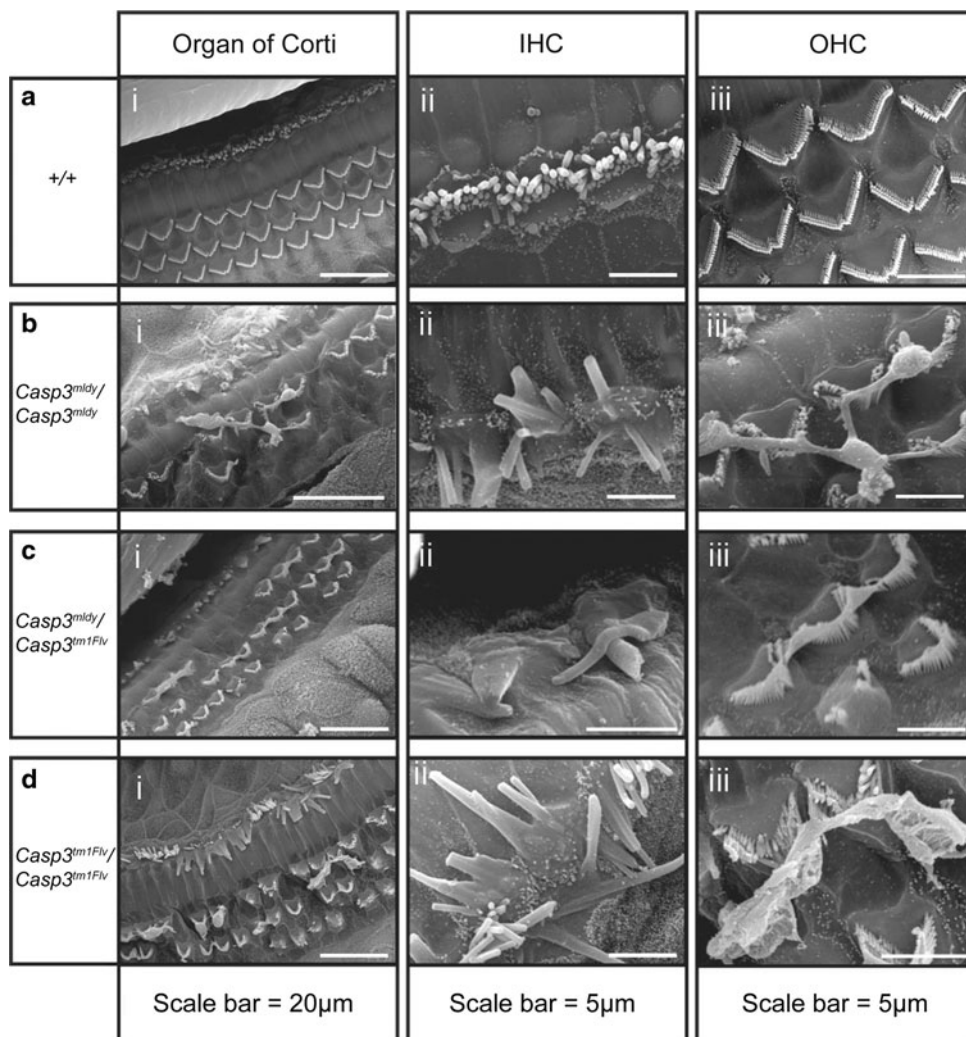 Organ of Corti
IHC
OHC
a
+/+
i
ii
iii
b
Casp3mldy/
Casp3mldy
i
ii
iii
c
Casp3mldy/
Casp3tm1Flv
i
ii
iii
d
Casp3tm1Flv/
Casp3tm1Flv
i
ii
iii
Scale bar = 20µm
Scale bar = 5µm
Scale bar = 5µm